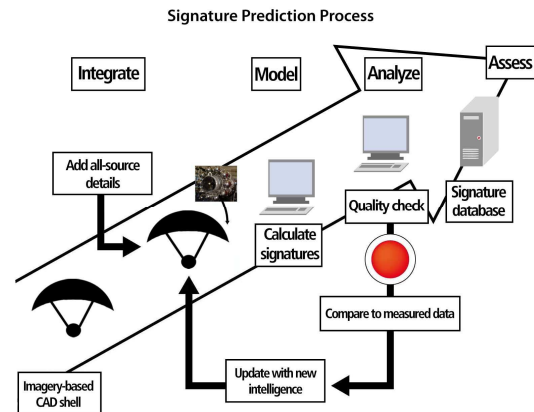 Signature Prediction Process
Integrate
Model
Analyze
Assess
Add all-source
details
Calculate
signatures
Quality check
Signature
database
Compare to measured data
Update with new
intelligence
Imagery-based
CAD shell